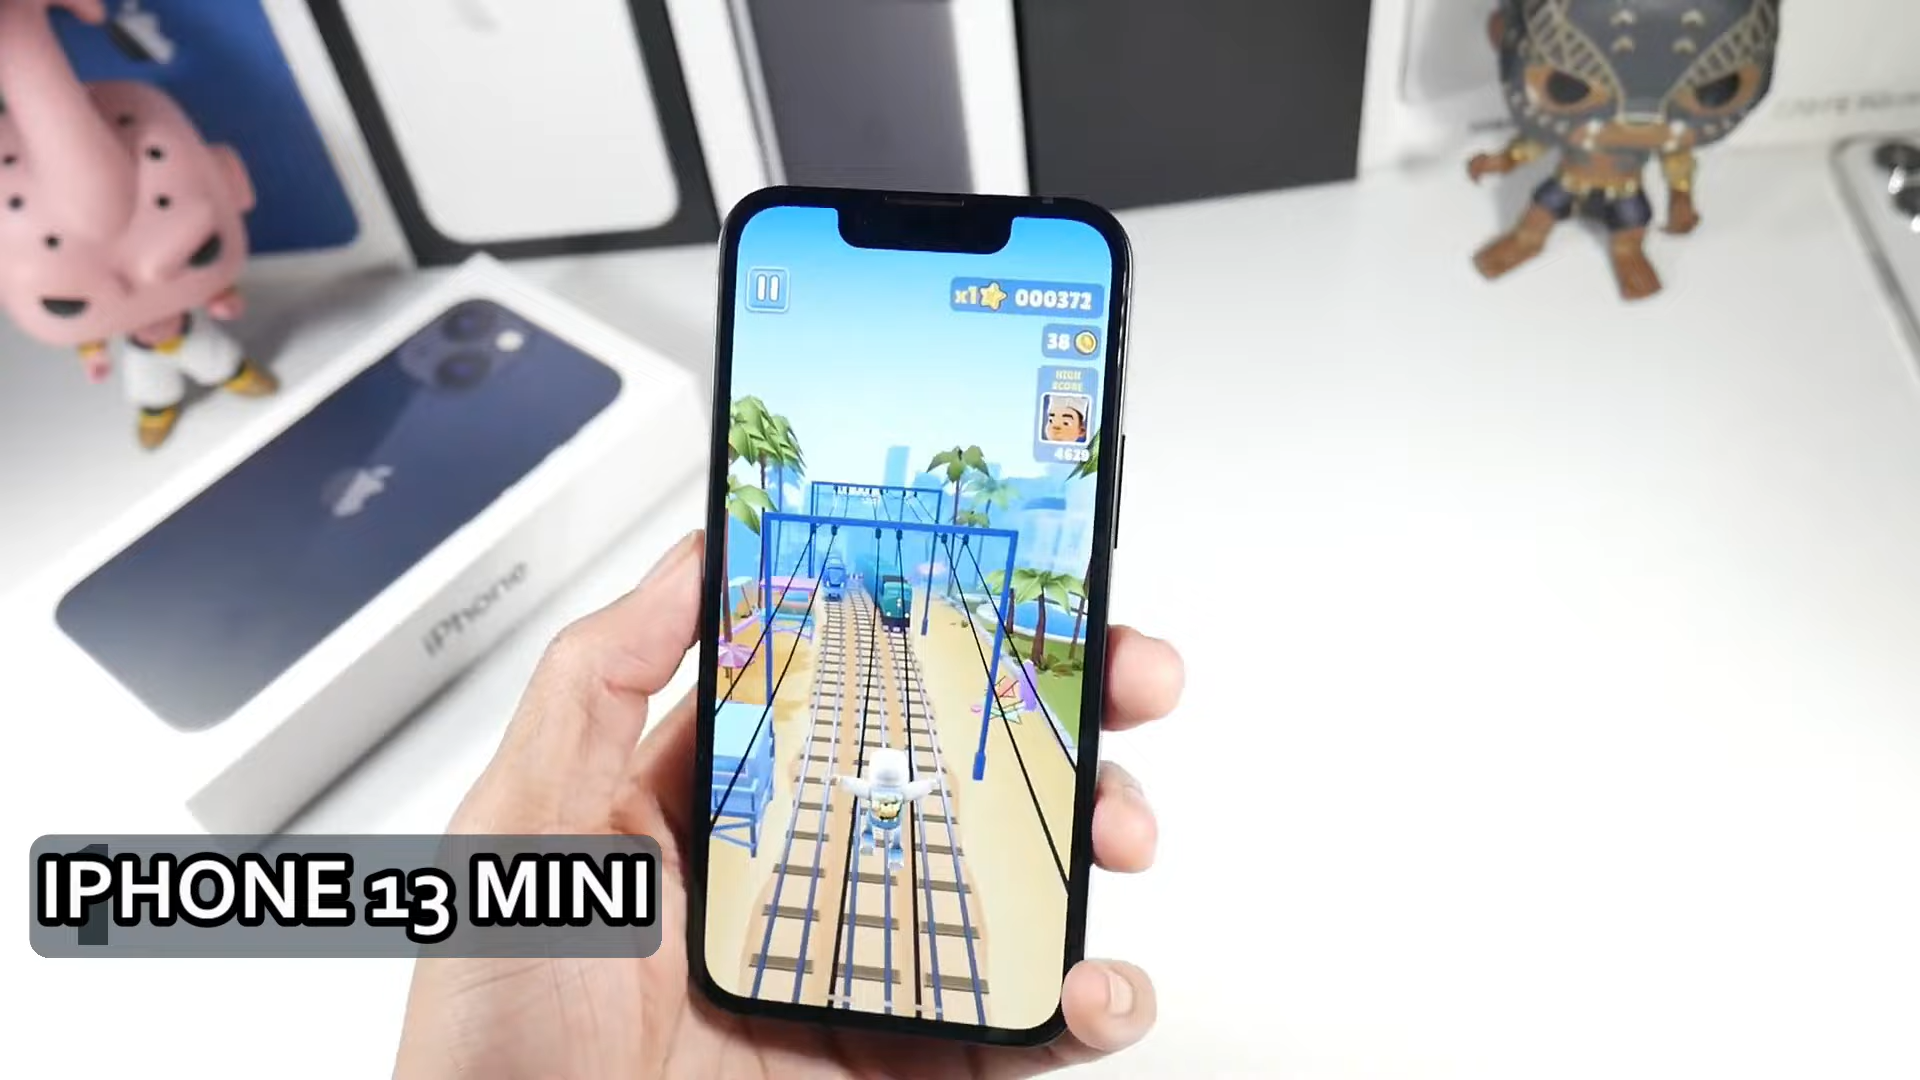 x1 000372
38
HIGH
SCORE
4629
iPhone
IPHONE 13 MINI